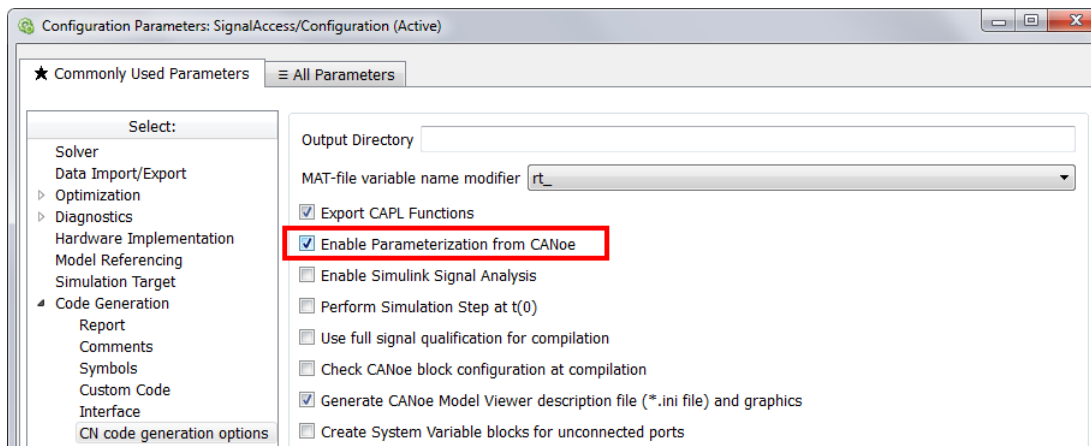 Configuration Parameters: SignalAccess/Configuration (Active)
★ Commonly Used Parameters
≡ All Parameters
Select:
Solver
Data Import/Export
Optimization
Diagnostics
Hardware Implementation
Model Referencing
Simulation Target
Code Generation
Report
Comments
Symbols
Custom Code
Interface
CN code generation options
Output Directory
MAT-file variable name modifier rt_
Export CAPL Functions
Enable Parameterization from CANoe
Enable Simulink Signal Analysis
Perform Simulation Step at t(0)
Use full signal qualification for compilation
Check CANoe block configuration at compilation
Generate CANoe Model Viewer description file (*.ini file) and graphics
Create System Variable blocks for unconnected ports